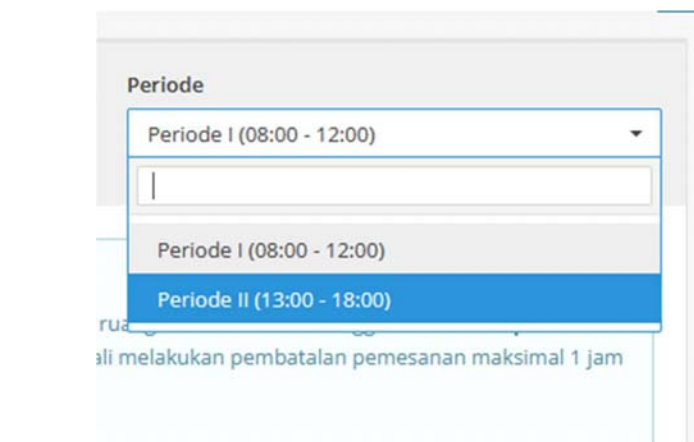 Periode
Periode I (08:00 - 12:00)
Periode I (08:00 - 12:00)
Periode II (13:00 - 18:00)
ali melakukan pembatalan pemesanan maksimal 1 jam